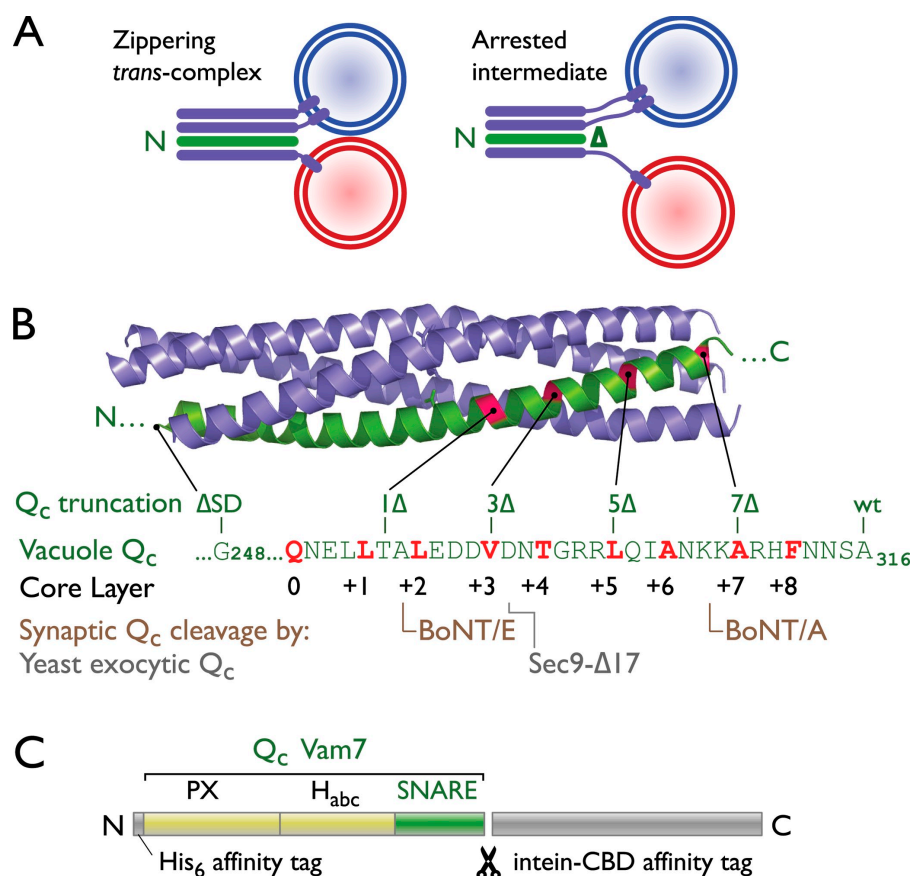 A
Zippering
trans-complex
Arrested
intermediate
N
N Δ
B
N...
...C
Qc truncation ΔSD 1Δ 3Δ 5Δ 7Δ wt
Vacuole Qc ...G248...QNELLTALEDDVDNTGRRLQIANKKARHFNNSA316
Core Layer 0 +1 +2 +3 +4 +5 +6 +7 +8
Synaptic Qc cleavage by: BoNT/E BoNT/A
Yeast exocytic Qc Sec9-Δ17
C
Qc Vam7
PX Habc SNARE
N C
His6 affinity tag intein-CBD affinity tag